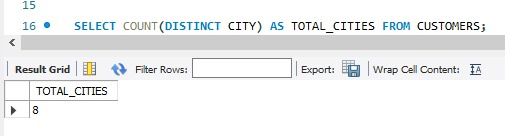 15
16 SELECT COUNT(DISTINCT CITY) AS TOTAL_CITIES FROM CUSTOMERS;
Result Grid Filter Rows: Export: Wrap Cell Content: IA
TOTAL_CITIES
8